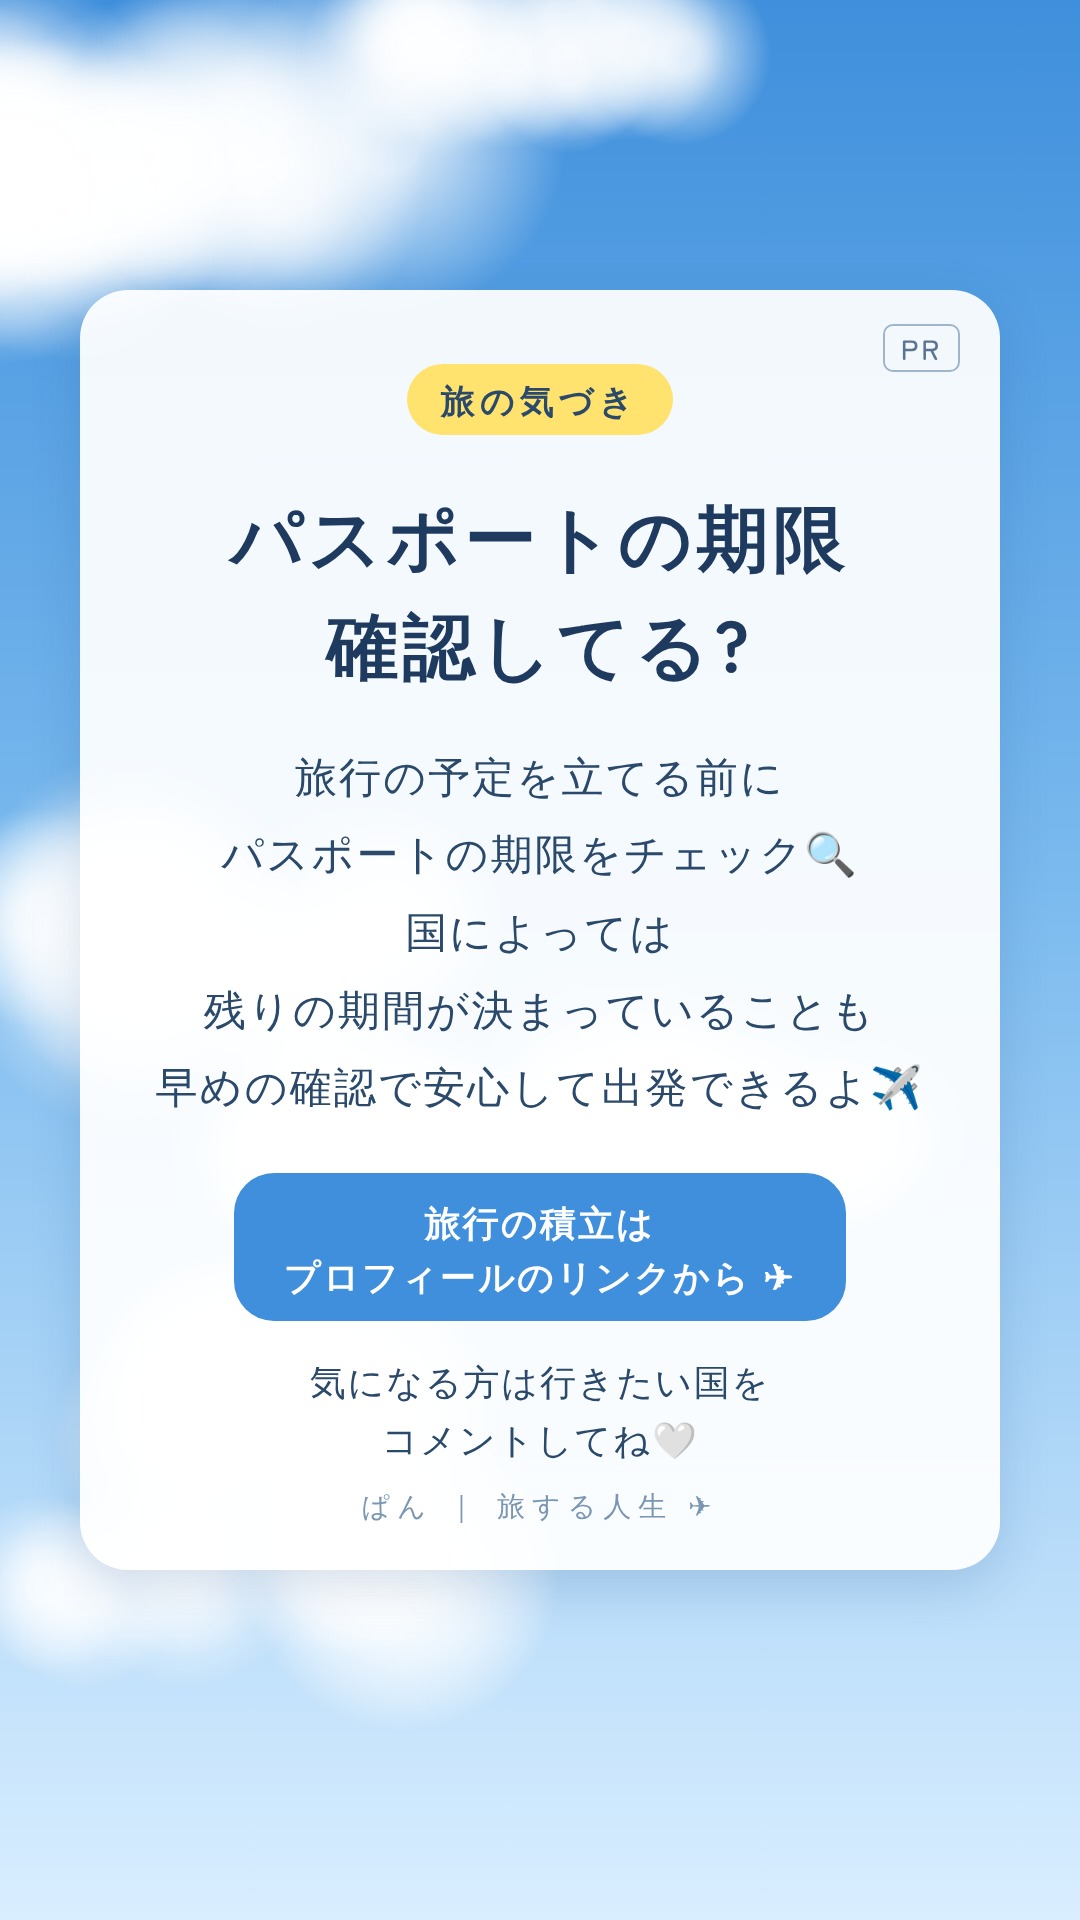 PR
旅の気づき
パスポートの期限
確認してる?
旅行の予定を立てる前に
パスポートの期限をチェック🔍
国によっては
残りの期間が決まっていることも
早めの確認で安心して出発できるよ✈️
旅行の積立は
プロフィールのリンクから ✈
気になる方は行きたい国を
コメントしてね🤍
ぱん ｜ 旅する人生 ✈